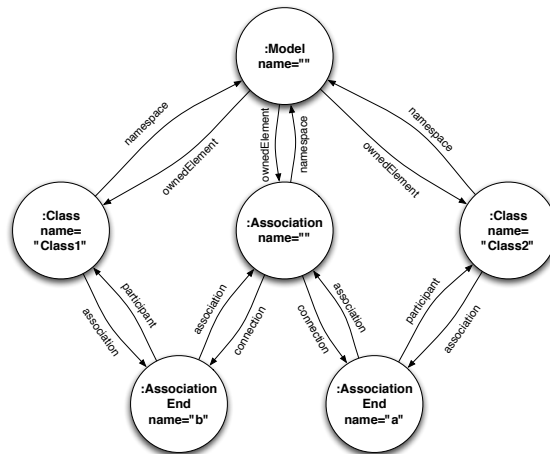 :Model
name=""
namespace
ownedElement
ownedElement
namespace
namespace
ownedElement
:Class
name=
"Class1"
:Association
name=""
:Class
name=
"Class2"
association
participant
association
connection
connection
association
participant
association
:Association
End
name="b"
:Association
End
name="a"